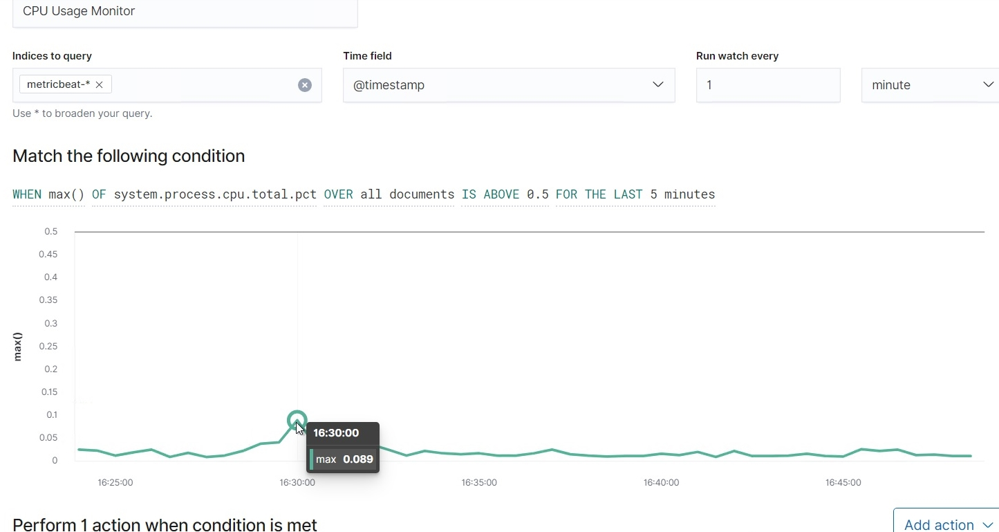 CPU Usage Monitor
Indices to query
Time field
Run watch every
metricbeat-*
@timestamp
1
minute
Use * to broaden your query.
Match the following condition
WHEN max() OF system.process.cpu.total.pct OVER all documents IS ABOVE 0.5 FOR THE LAST 5 minutes
0.5
0.45
0.4
0.35
0.3
0.25
0.2
0.15
0.1
0.05
0
max()
16:30:00
max 0.089
16:25:00
16:30:00
16:35:00
16:40:00
16:45:00
Perform 1 action when condition is met
Add action